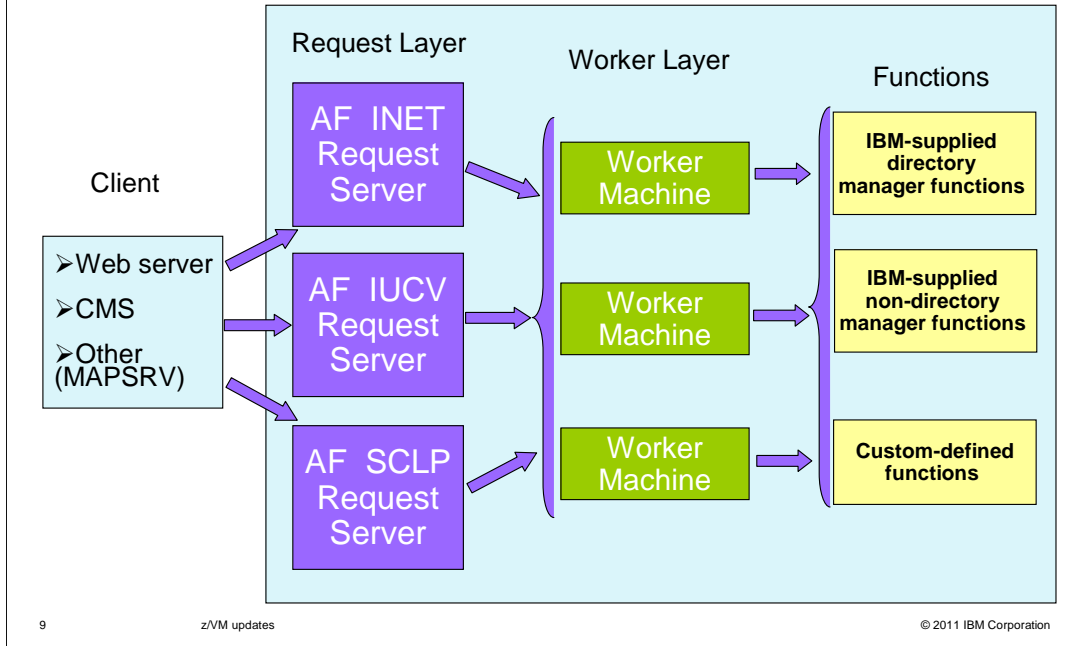 Request Layer
Worker Layer
Functions
Client
➢Web server
➢CMS
➢Other
(MAPSRV)
AF INET
Request
Server
AF IUCV
Request
Server
AF SCLP
Request
Server
Worker
Machine
Worker
Machine
Worker
Machine
IBM-supplied
directory
manager functions
IBM-supplied
non-directory
manager functions
Custom-defined
functions
9
z/VM updates
© 2011 IBM Corporation